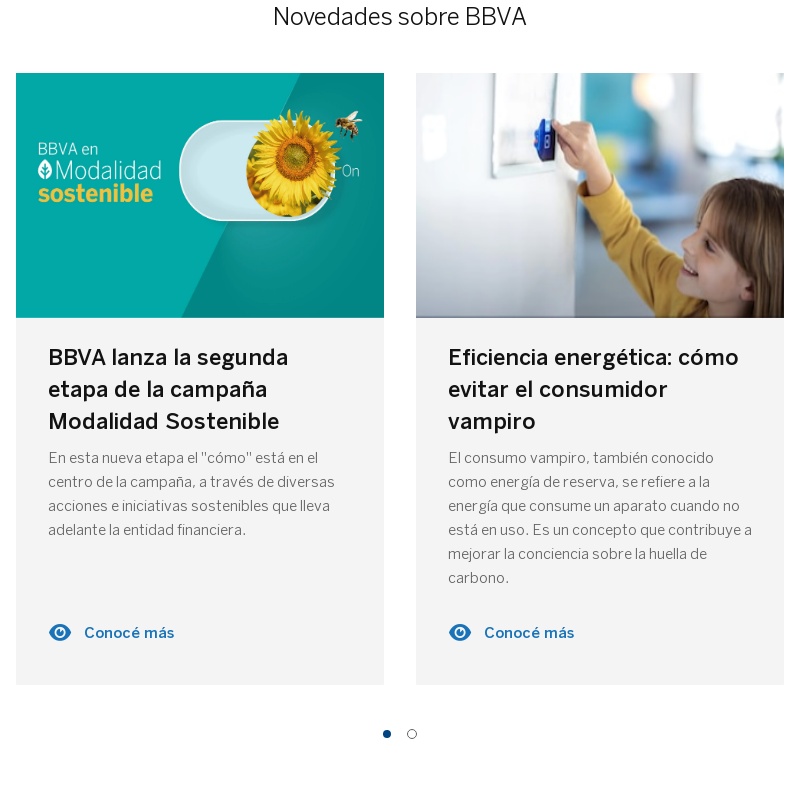 Novedades sobre BBVA
BBVA en
Modalidad
sostenible
On
BBVA lanza la segunda
etapa de la campaña
Modalidad Sostenible
En esta nueva etapa el "cómo" está en el
centro de la campaña, a través de diversas
acciones e iniciativas sostenibles que lleva
adelante la entidad financiera.
Conocé más
Eficiencia energética: cómo
evitar el consumidor
vampiro
El consumo vampiro, también conocido
como energía de reserva, se refiere a la
energía que consume un aparato cuando no
está en uso. Es un concepto que contribuye a
mejorar la conciencia sobre la huella de
carbono.
Conocé más